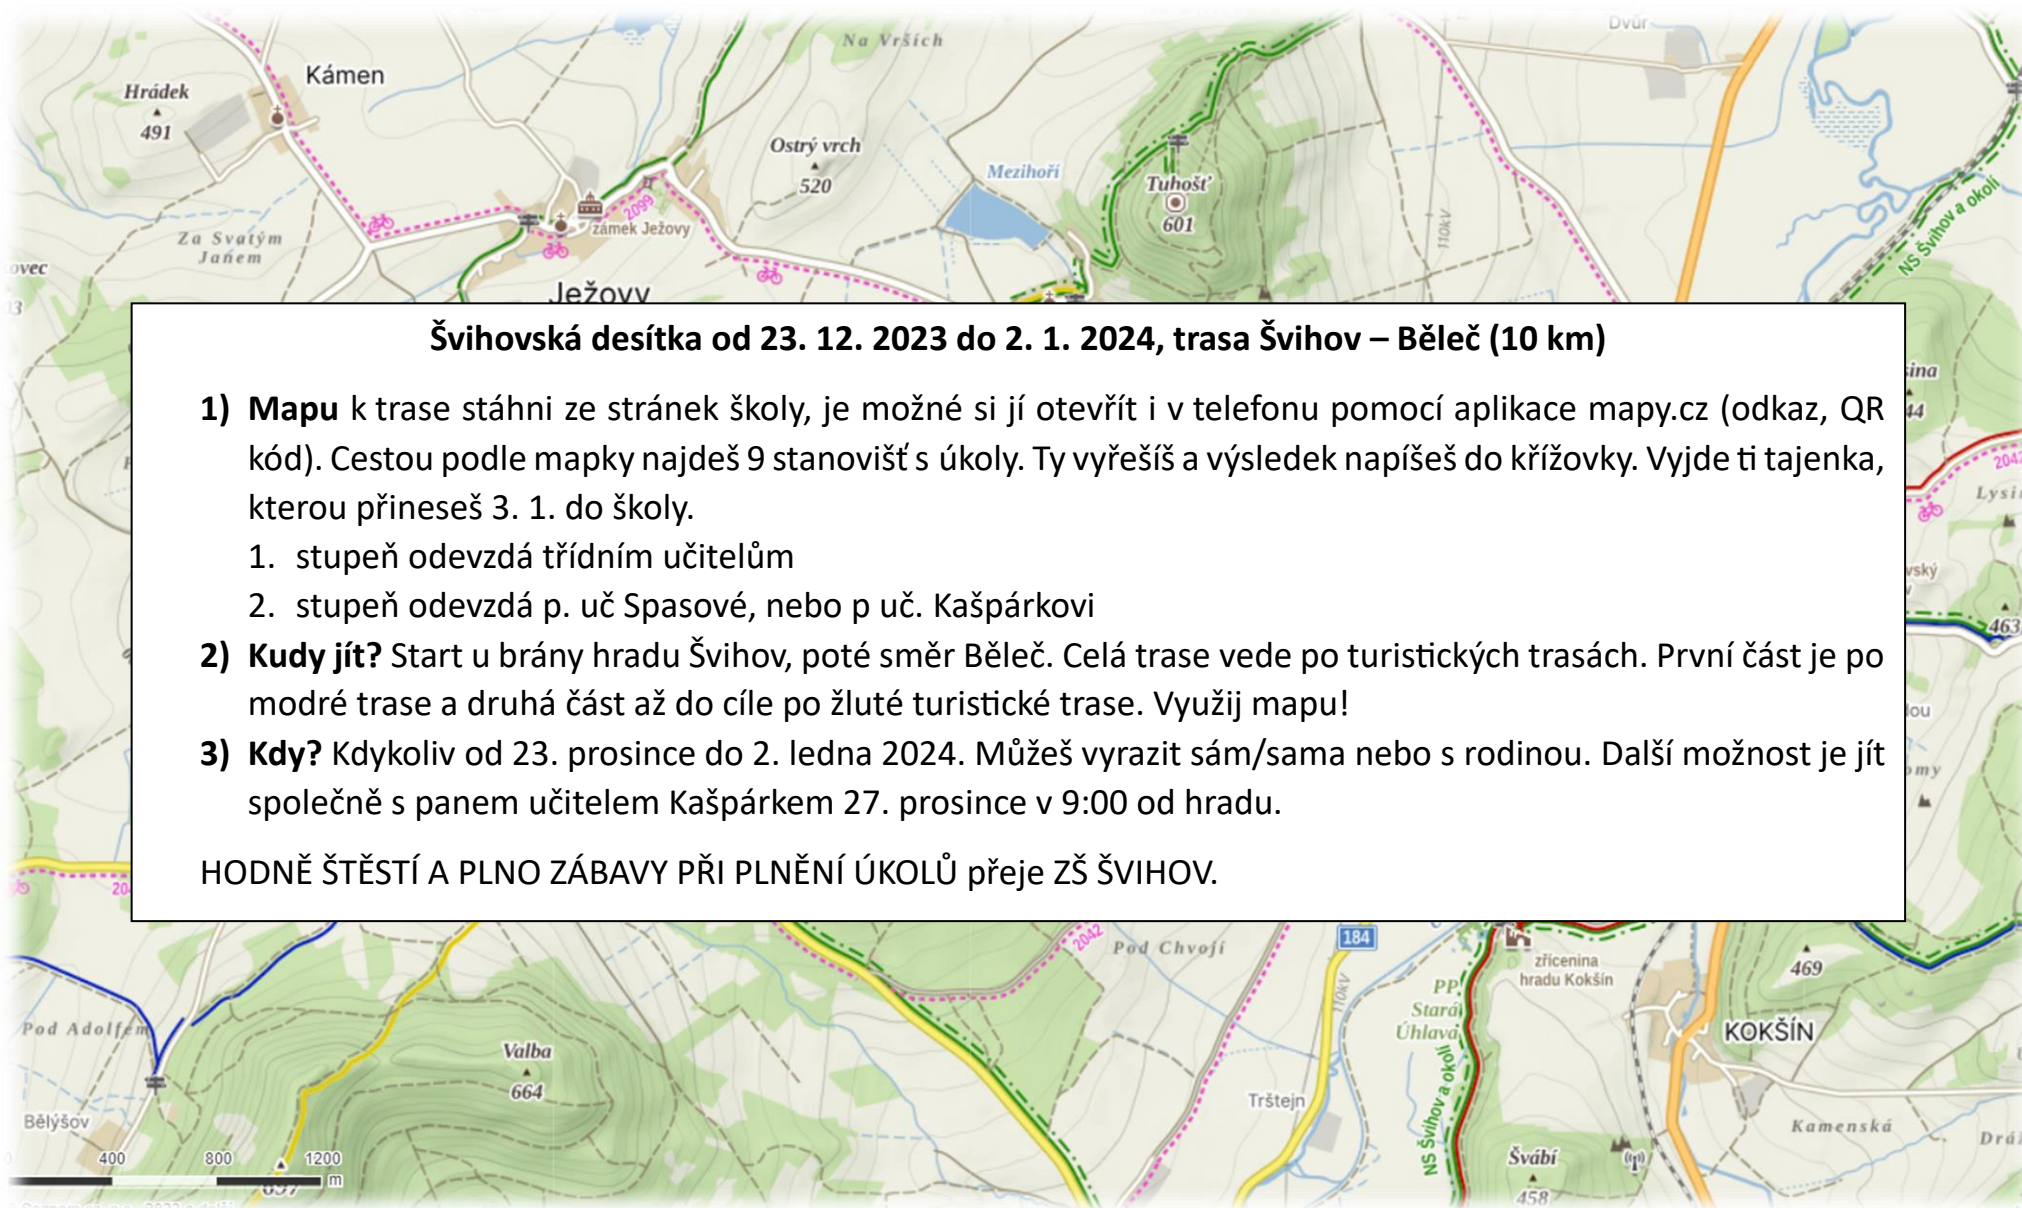 Dvůr
Na Vrších
Kámen
Hrádek
491
Ostrý vrch
520
Mezihoří
Tuhošť
601
110kV
2099
zámek Ježovy
Za Svatým
Janem
NS Švihov a okolí
Ježovy
Švihovská desítka od 23. 12. 2023 do 2. 1. 2024, trasa Švihov – Běleč (10 km)
1) Mapu k trase stáhni ze stránek školy, je možné si jí otevřít i v telefonu pomocí aplikace mapy.cz (odkaz, QR
kód). Cestou podle mapky najdeš 9 stanovišť s úkoly. Ty vyřešíš a výsledek napíšeš do křížovky. Vyjde ti tajenka,
kterou přineseš 3. 1. do školy.
1. stupeň odevzdá třídním učitelům
2. stupeň odevzdá p. uč Spasové, nebo p uč. Kašpárkovi
2) Kudy jít? Start u brány hradu Švihov, poté směr Běleč. Celá trase vede po turistických trasách. První část je po
modré trase a druhá část až do cíle po žluté turistické trase. Využij mapu!
3) Kdy? Kdykoliv od 23. prosince do 2. ledna 2024. Můžeš vyrazit sám/sama nebo s rodinou. Další možnost je jít
společně s panem učitelem Kašpárkem 27. prosince v 9:00 od hradu.
HODNĚ ŠTĚSTÍ A PLNO ZÁBAVY PŘI PLNĚNÍ ÚKOLŮ přeje ZŠ ŠVIHOV.
463
2042
Pod Chvojí
184
110kV
zřícenina
hradu Kokšín
469
PP
Stará
Úhlava
KOKŠÍN
Pod Adolfem
Valba
664
Bělýšov
Trštejn
NS Švihov a okolí
Kamenská
Švábí
458
400
800
1200
m
697